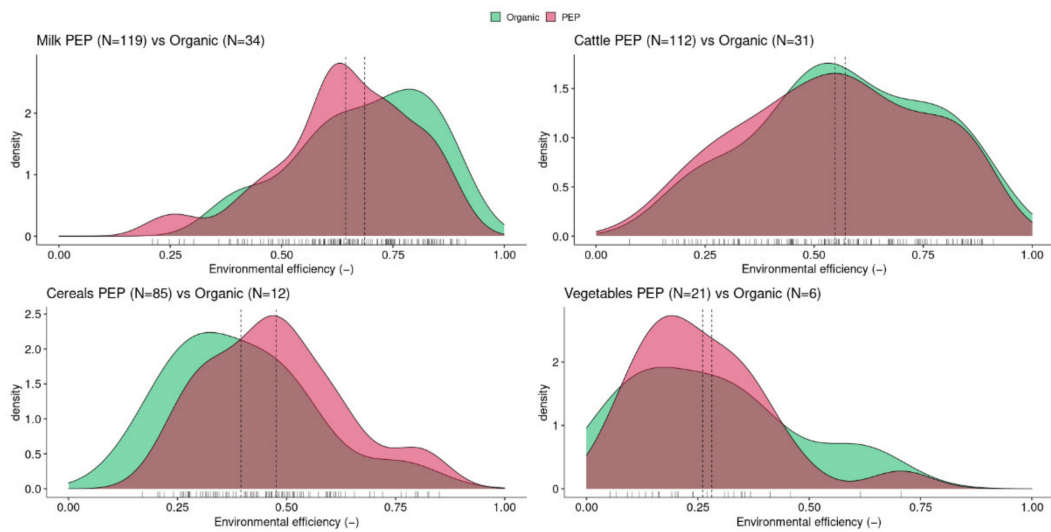 Organic PEP
Milk PEP (N=119) vs Organic (N=34)
density
2
1
0
0.00 0.25 0.50 0.75 1.00
Environmental efficiency (−)
Cattle PEP (N=112) vs Organic (N=31)
density
1.5
1.0
0.5
0.0
0.00 0.25 0.50 0.75 1.00
Environmental efficiency (−)
Cereals PEP (N=85) vs Organic (N=12)
density
2.5
2.0
1.5
1.0
0.5
0.0
0.00 0.25 0.50 0.75 1.00
Environmental efficiency (−)
Vegetables PEP (N=21) vs Organic (N=6)
density
2
1
0
0.00 0.25 0.50 0.75 1.00
Environmental efficiency (−)